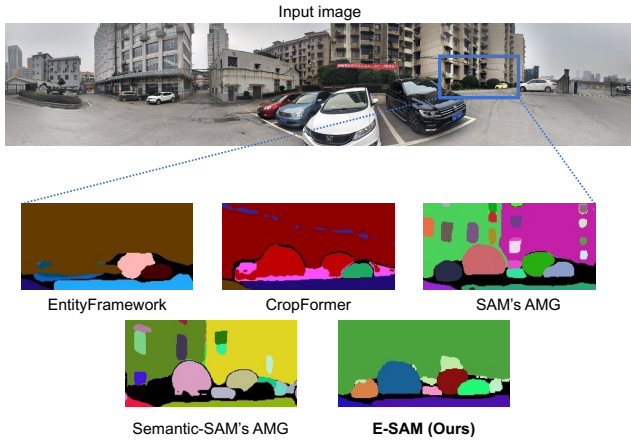 Input image
EntityFramework
CropFormer
SAM's AMG
Semantic-SAM's AMG
E-SAM (Ours)